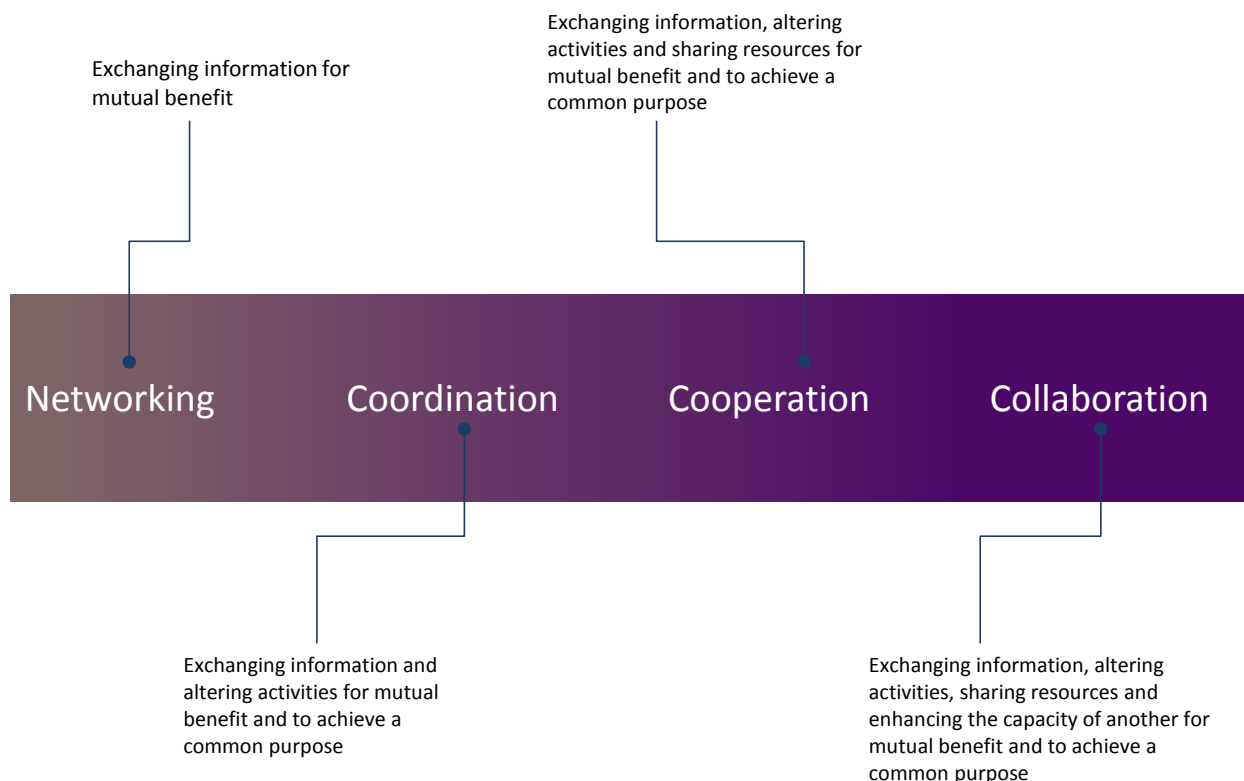 Exchanging information for
mutual benefit
Exchanging information, altering
activities and sharing resources for
mutual benefit and to achieve a
common purpose
Networking
Coordination
Cooperation
Collaboration
Exchanging information and
altering activities for mutual
benefit and to achieve a
common purpose
Exchanging information, altering
activities, sharing resources and
enhancing the capacity of another for
mutual benefit and to achieve a
common purpose